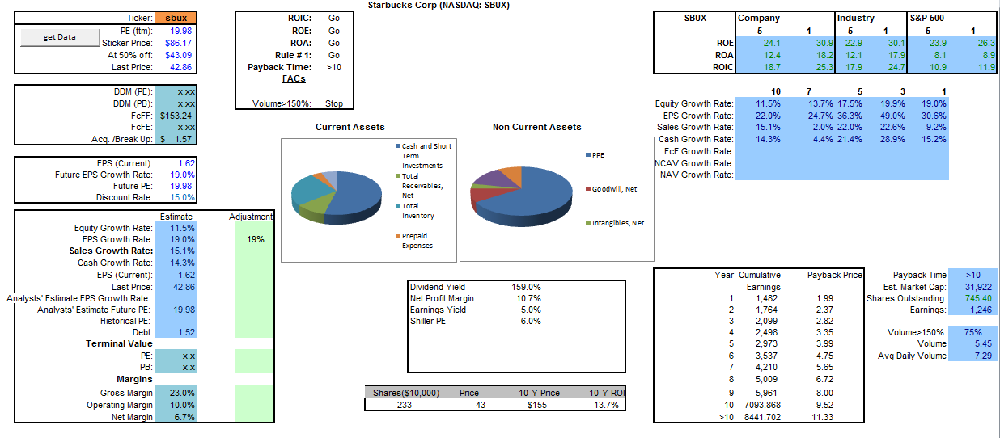 Starbucks Corp (NASDAQ: SBUX)
Ticker: sbux
get Data
PE (ttm): 19.98
Sticker Price: $86.17
At 50% off: $43.09
Last Price: 42.86
DDM (PE): x.xx
DDM (PB): x.xx
FcFF: $153.24
FcFE: x.xx
Acq. /Break Up: $ 1.57
EPS (Current): 1.62
Future EPS Growth Rate: 19.0%
Future PE: 19.98
Discount Rate: 15.0%
Estimate Adjustment
Equity Growth Rate: 11.5%
EPS Growth Rate: 19.0% 19%
Sales Growth Rate: 15.1%
Cash Growth Rate: 14.3%
EPS (Current): 1.62
Last Price: 42.86
Analysts' Estimate EPS Growth Rate:
Analysts' Estimate Future PE: 19.98
Historical PE:
Debt: 1.52
Terminal Value
PE: x.x
PB: x.x
Margins
Gross Margin 23.0%
Operating Margin 10.0%
Net Margin 6.7%
ROIC: Go
ROE: Go
ROA: Go
Rule # 1: Go
Payback Time: >10
FACs
Volume>150%: Stop
Current Assets
Cash and Short
Term
Investments
Total
Receivables,
Net
Total
Inventory
Prepaid
Expenses
Non Current Assets
PPE
Goodwill, Net
Intangibles, Net
Dividend Yield 159.0%
Net Profit Margin 10.7%
Earnings Yield 5.0%
Shiller PE 6.0%
Shares($10,000) Price 10-Y Price 10-Y ROI
233 43 $155 13.7%
SBUX Company Industry S&P 500
5 1 5 1 5 1
ROE 24.1 30.9 22.9 30.1 23.9 26.3
ROA 12.4 18.2 12.1 17.9 8.1 8.9
ROIC 18.7 25.3 17.9 24.7 10.9 11.9
10 7 5 3 1
Equity Growth Rate: 11.5% 13.7% 17.5% 19.9% 19.0%
EPS Growth Rate: 22.0% 24.7% 36.3% 49.0% 30.6%
Sales Growth Rate: 15.1% 2.0% 22.0% 22.6% 9.2%
Cash Growth Rate: 14.3% 4.4% 21.4% 28.9% 15.2%
FcF Growth Rate:
NCAV Growth Rate:
NAV Growth Rate:
Year Cumulative Payback Price
Earnings
1 1,482 1.99
2 1,764 2.37
3 2,099 2.82
4 2,498 3.35
5 2,973 3.99
6 3,537 4.75
7 4,210 5.65
8 5,009 6.72
9 5,961 8.00
10 7093.868 9.52
>10 8441.702 11.33
Payback Time >10
Est. Market Cap: 31,922
Shares Outstanding: 745.40
Earnings: 1,246
Volume>150%: 75%
Volume 5.45
Avg Daily Volume 7.29